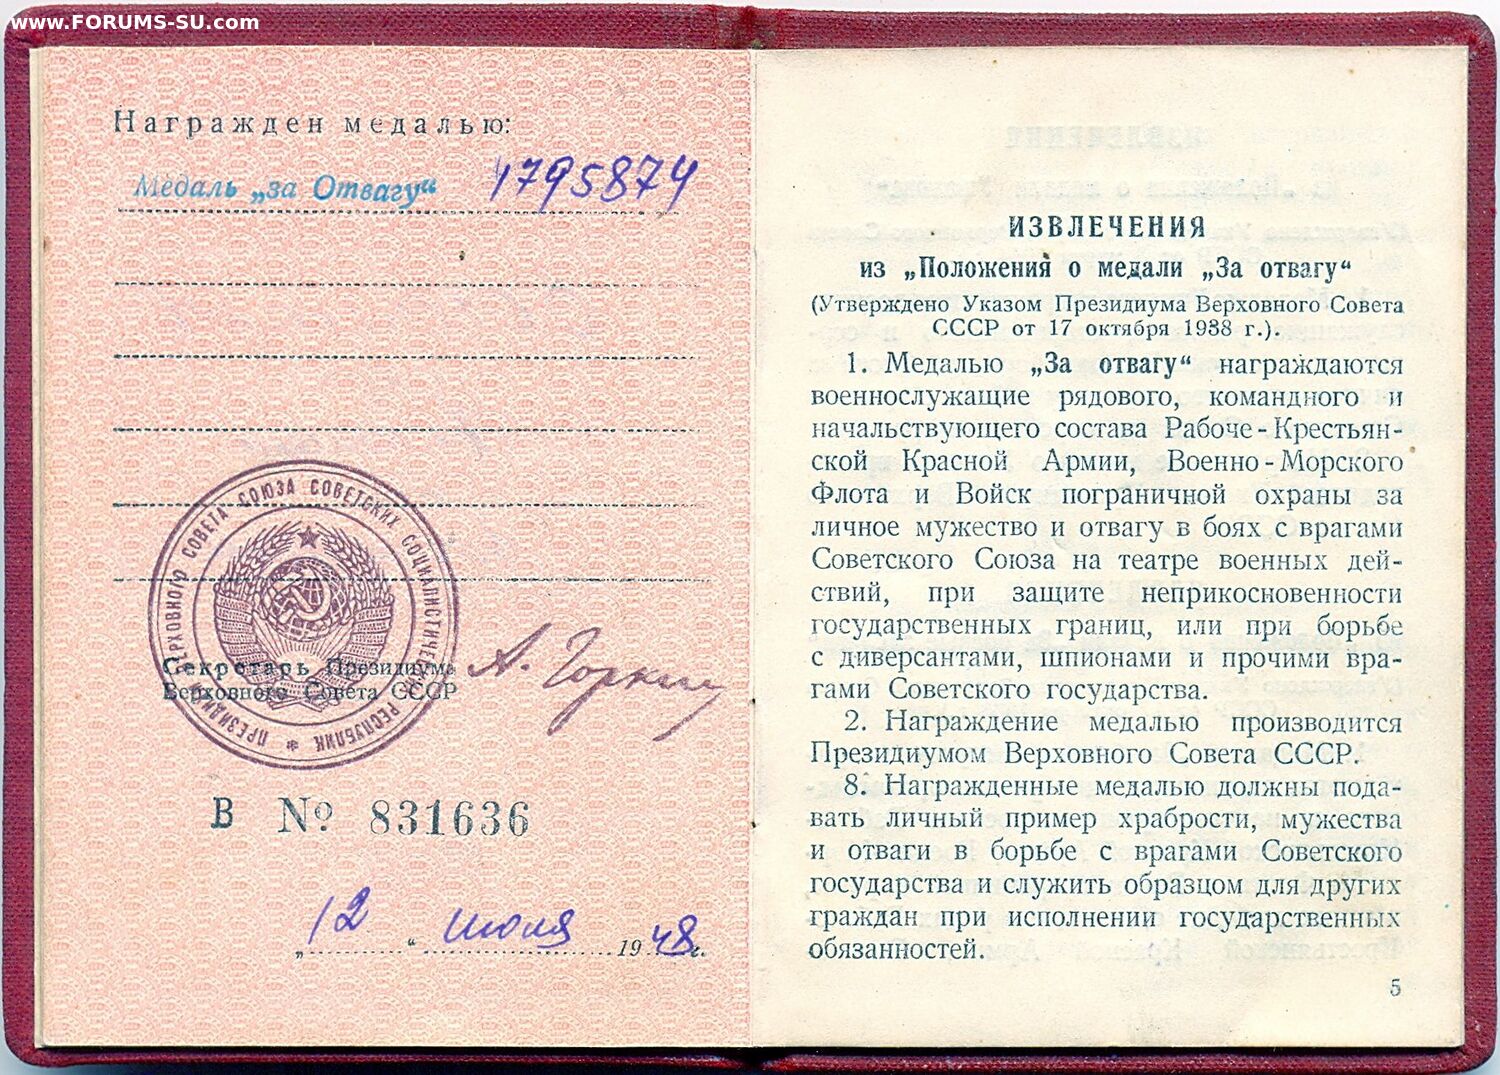 www.FORUMS-SU.com
Награжден медалью:
Медаль „за Отвагу“ 1795874
ПРЕЗИДИУМ ВЕРХОВНОГО СОВЕТА СОЮЗА СОВЕТСКИХ СОЦИАЛИСТИЧЕСКИХ РЕСПУБЛИК *
Секретарь Президиума
Верховного Совета СССР
А. Горкин
В № 831636
„12“ июля 1948 г.
ИЗВЛЕЧЕНИЯ
из „Положения о медали „За отвагу“
(Утверждено Указом Президиума Верховного Совета
СССР от 17 октября 1938 г.).
1. Медалью „За отвагу“ награждаются
военнослужащие рядового, командного и
начальствующего состава Рабоче-Крестьян-
ской Красной Армии, Военно-Морского
Флота и Войск пограничной охраны за
личное мужество и отвагу в боях с врагами
Советского Союза на театре военных дей-
ствий, при защите неприкосновенности
государственных границ, или при борьбе
с диверсантами, шпионами и прочими вра-
гами Советского государства.
2. Награждение медалью производится
Президиумом Верховного Совета СССР.
8. Награжденные медалью должны пода-
вать личный пример храбрости, мужества
и отваги в борьбе с врагами Советского
государства и служить образцом для других
граждан при исполнении государственных
обязанностей.
5